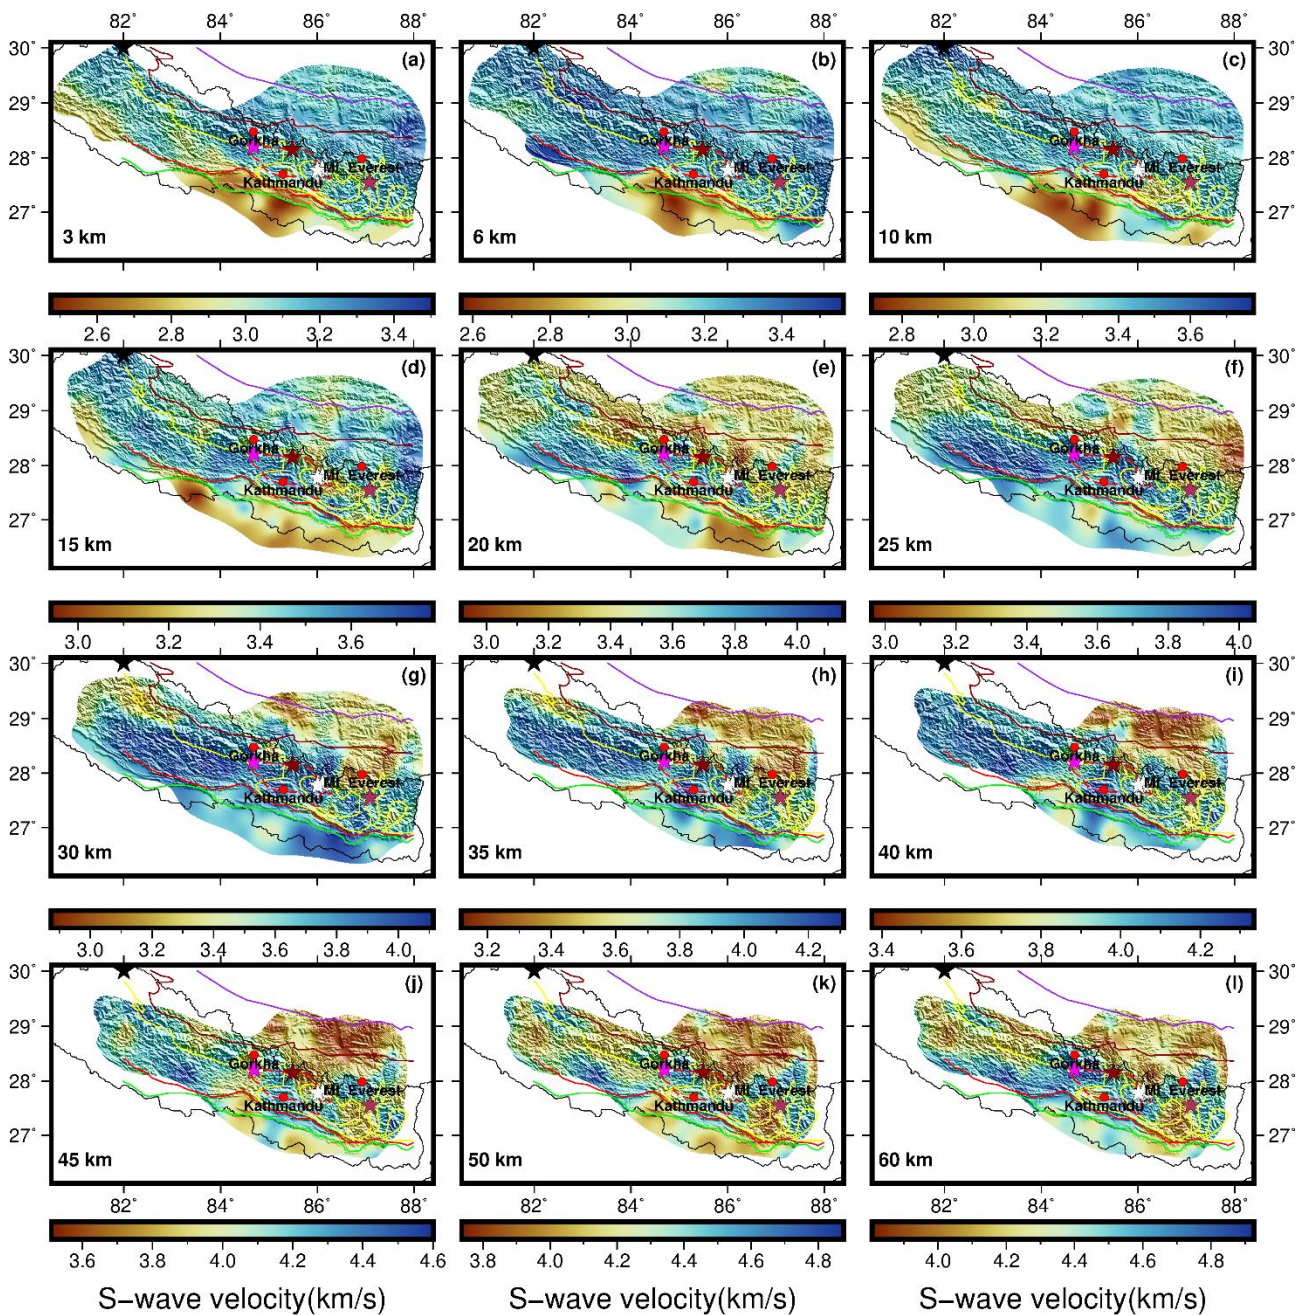 82° 84° 86° 88° 82° 84° 86° 88° 82° 84° 86° 88°
30° (a) (b) (c) 30°
29° 29°
28° Gorkha Mt Everest Gorkha Mt Everest Gorkha Mt Everest 28°
Kathmandu Kathmandu Kathmandu
27° 27°
3 km 6 km 10 km
2.6 2.8 3.0 3.2 3.4 2.6 2.8 3.0 3.2 3.4 2.8 3.0 3.2 3.4 3.6
30° (d) (e) (f) 30°
29° 29°
28° Gorkha Mt Everest Gorkha Mt Everest Gorkha Mt Everest 28°
Kathmandu Kathmandu Kathmandu
27° 27°
15 km 20 km 25 km
3.0 3.2 3.4 3.6 3.0 3.2 3.4 3.6 3.8 4.0 3.0 3.2 3.4 3.6 3.8 4.0
30° (g) (h) (i) 30°
29° 29°
28° Gorkha Mt Everest Gorkha Mt Everest Gorkha Mt Everest 28°
Kathmandu Kathmandu Kathmandu
27° 27°
30 km 35 km 40 km
3.0 3.2 3.4 3.6 3.8 4.0 3.2 3.4 3.6 3.8 4.0 4.2 3.4 3.6 3.8 4.0 4.2
30° (j) (k) (l) 30°
29° 29°
28° Gorkha Mt Everest Gorkha Mt Everest Gorkha Mt Everest 28°
Kathmandu Kathmandu Kathmandu
27° 27°
45 km 50 km 60 km
82° 84° 86° 88° 82° 84° 86° 88° 82° 84° 86° 88°
3.6 3.8 4.0 4.2 4.4 4.6 3.8 4.0 4.2 4.4 4.6 4.8 4.0 4.2 4.4 4.6 4.8
S−wave velocity(km/s) S−wave velocity(km/s) S−wave velocity(km/s)